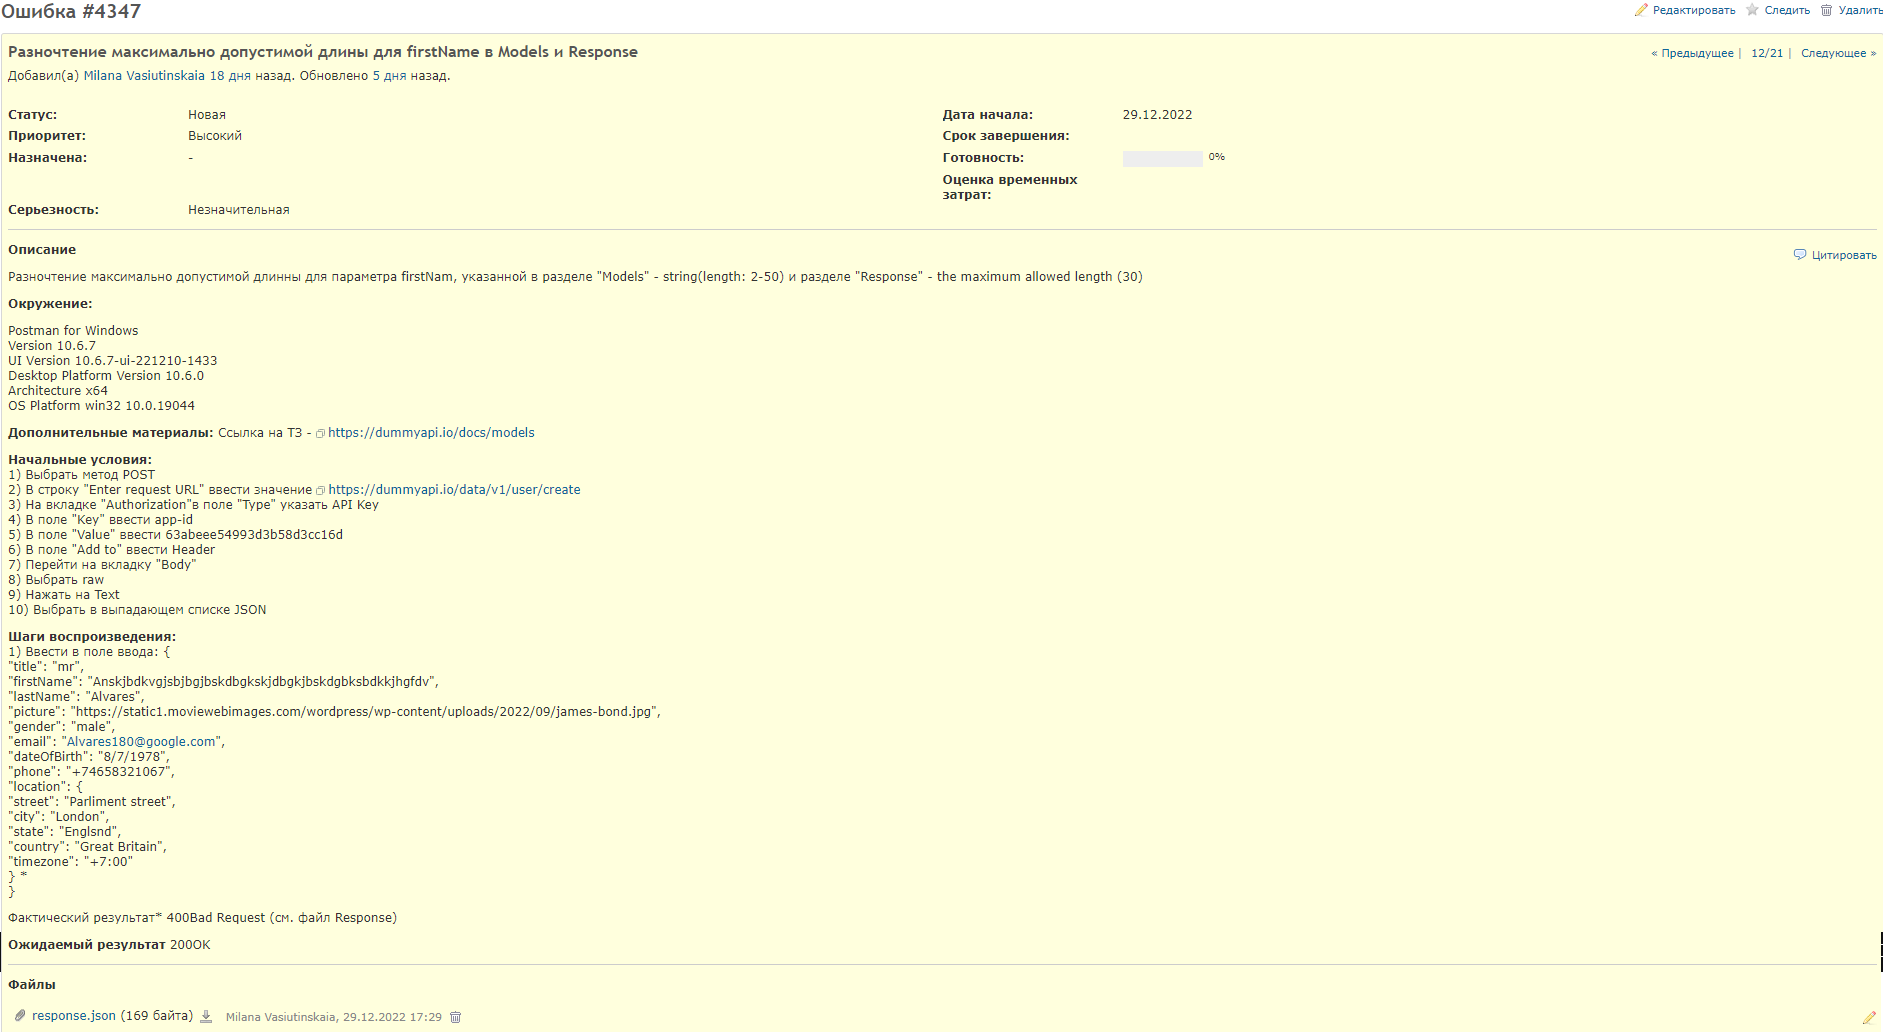 Ошибка #4347
Редактировать Следить Удалить
Разночтение максимально допустимой длины для firstName в Models и Response
« Предыдущее | 12/21 | Следующее »
Добавил(а) Milana Vasiutinskaia 18 дня назад. Обновлено 5 дня назад.
Статус: Новая Дата начала: 29.12.2022
Приоритет: Высокий Срок завершения:
Назначена: - Готовность: 0%
Оценка временных
затрат:
Серьезность: Незначительная
Описание
Цитировать
Разночтение максимально допустимой длинны для параметра firstNam, указанной в разделе "Models" - string(length: 2-50) и разделе "Response" - the maximum allowed length (30)
Окружение:
Postman for Windows
Version 10.6.7
UI Version 10.6.7-ui-221210-1433
Desktop Platform Version 10.6.0
Architecture x64
OS Platform win32 10.0.19044
Дополнительные материалы: Ссылка на ТЗ - https://dummyapi.io/docs/models
Начальные условия:
1) Выбрать метод POST
2) В строку "Enter request URL" ввести значение https://dummyapi.io/data/v1/user/create
3) На вкладке "Authorization"в поле "Type" указать API Key
4) В поле "Key" ввести app-id
5) В поле "Value" ввести 63abeee54993d3b58d3cc16d
6) В поле "Add to" ввести Header
7) Перейти на вкладку "Body"
8) Выбрать raw
9) Нажать на Text
10) Выбрать в выпадающем списке JSON
Шаги воспроизведения:
1) Ввести в поле ввода: {
"title": "mr",
"firstName": "Anskjbdkvgjsbjbgjbskdbgkskjdbgkjbskdgbksbdkkjhgfdv",
"lastName": "Alvares",
"picture": "https://static1.moviewebimages.com/wordpress/wp-content/uploads/2022/09/james-bond.jpg",
"gender": "male",
"email": "Alvares180@google.com",
"dateOfBirth": "8/7/1978",
"phone": "+74658321067",
"location": {
"street": "Parliment street",
"city": "London",
"state": "Englsnd",
"country": "Great Britain",
"timezone": "+7:00"
} *
}
Фактический результат* 400Bad Request (см. файл Response)
Ожидаемый результат 200OK
Файлы
response.json (169 байта) Milana Vasiutinskaia, 29.12.2022 17:29